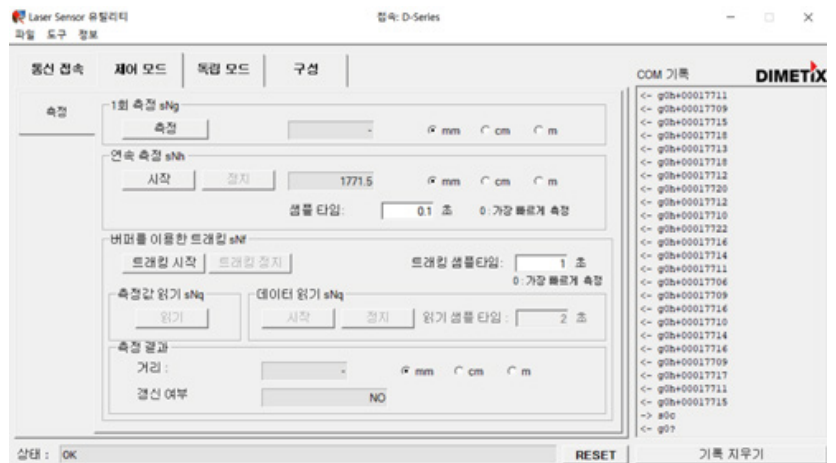 Laser Sensor 유틸리티
접속: D-Series
파일 도구 정보
통신 접속 제어 모드 독립 모드 구성
측정
1회 측정 sNg
측정 - mm cm m
연속 측정 sNh
시작 정지 1771.5 mm cm m
샘플 타임: 0.1 초 0:가장 빠르게 측정
버퍼를 이용한 트래킹 sNf
트래킹 시작 트래킹 정지 트래킹 샘플타임: 1 초
0:가장 빠르게 측정
측정값 읽기 sNq
읽기
데이터 읽기 sNq
시작 정지 읽기 샘플 타임 : 2 초
측정 결과
거리 : - mm cm m
갱신 여부 NO
COM 기록
DIMETIX
<- g0h+00017711
<- g0h+00017709
<- g0h+00017715
<- g0h+00017718
<- g0h+00017713
<- g0h+00017718
<- g0h+00017712
<- g0h+00017720
<- g0h+00017712
<- g0h+00017710
<- g0h+00017722
<- g0h+00017716
<- g0h+00017714
<- g0h+00017711
<- g0h+00017706
<- g0h+00017709
<- g0h+00017716
<- g0h+00017710
<- g0h+00017714
<- g0h+00017716
<- g0h+00017709
<- g0h+00017717
<- g0h+00017711
<- g0h+00017715
-> s0c
<- g0?
상태 : OK
RESET
기록 지우기